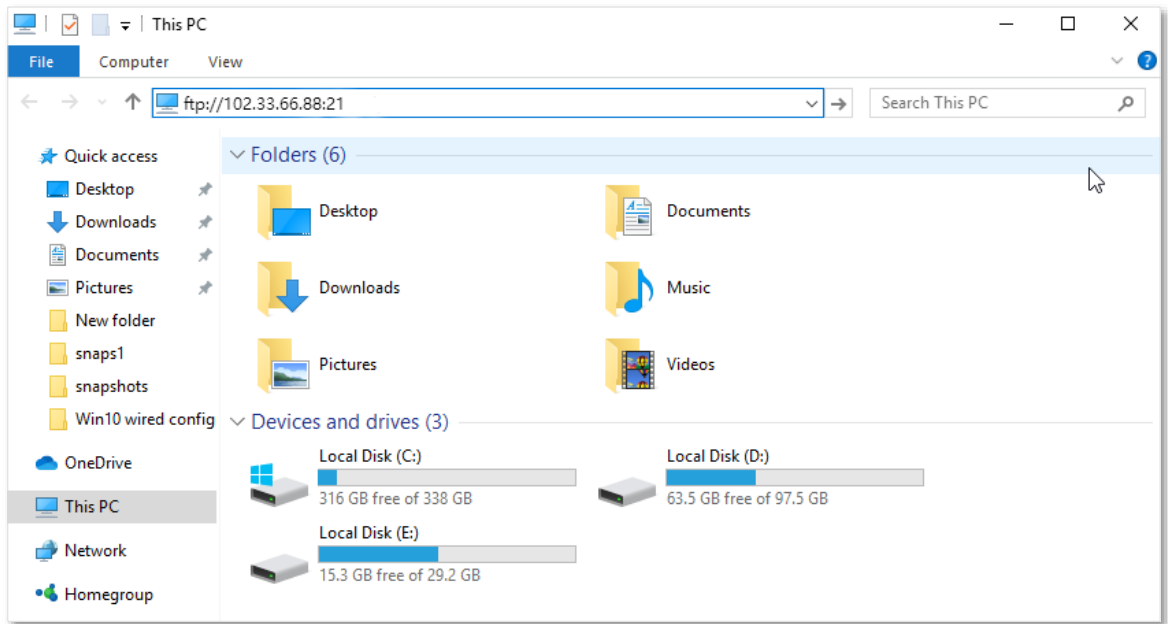 This PC
File Computer View
ftp://102.33.66.88:21
Search This PC
Quick access
Desktop
Downloads
Documents
Pictures
New folder
snaps1
snapshots
Win10 wired config
OneDrive
This PC
Network
Homegroup
Folders (6)
Desktop
Documents
Downloads
Music
Pictures
Videos
Devices and drives (3)
Local Disk (C:)
316 GB free of 338 GB
Local Disk (D:)
63.5 GB free of 97.5 GB
Local Disk (E:)
15.3 GB free of 29.2 GB